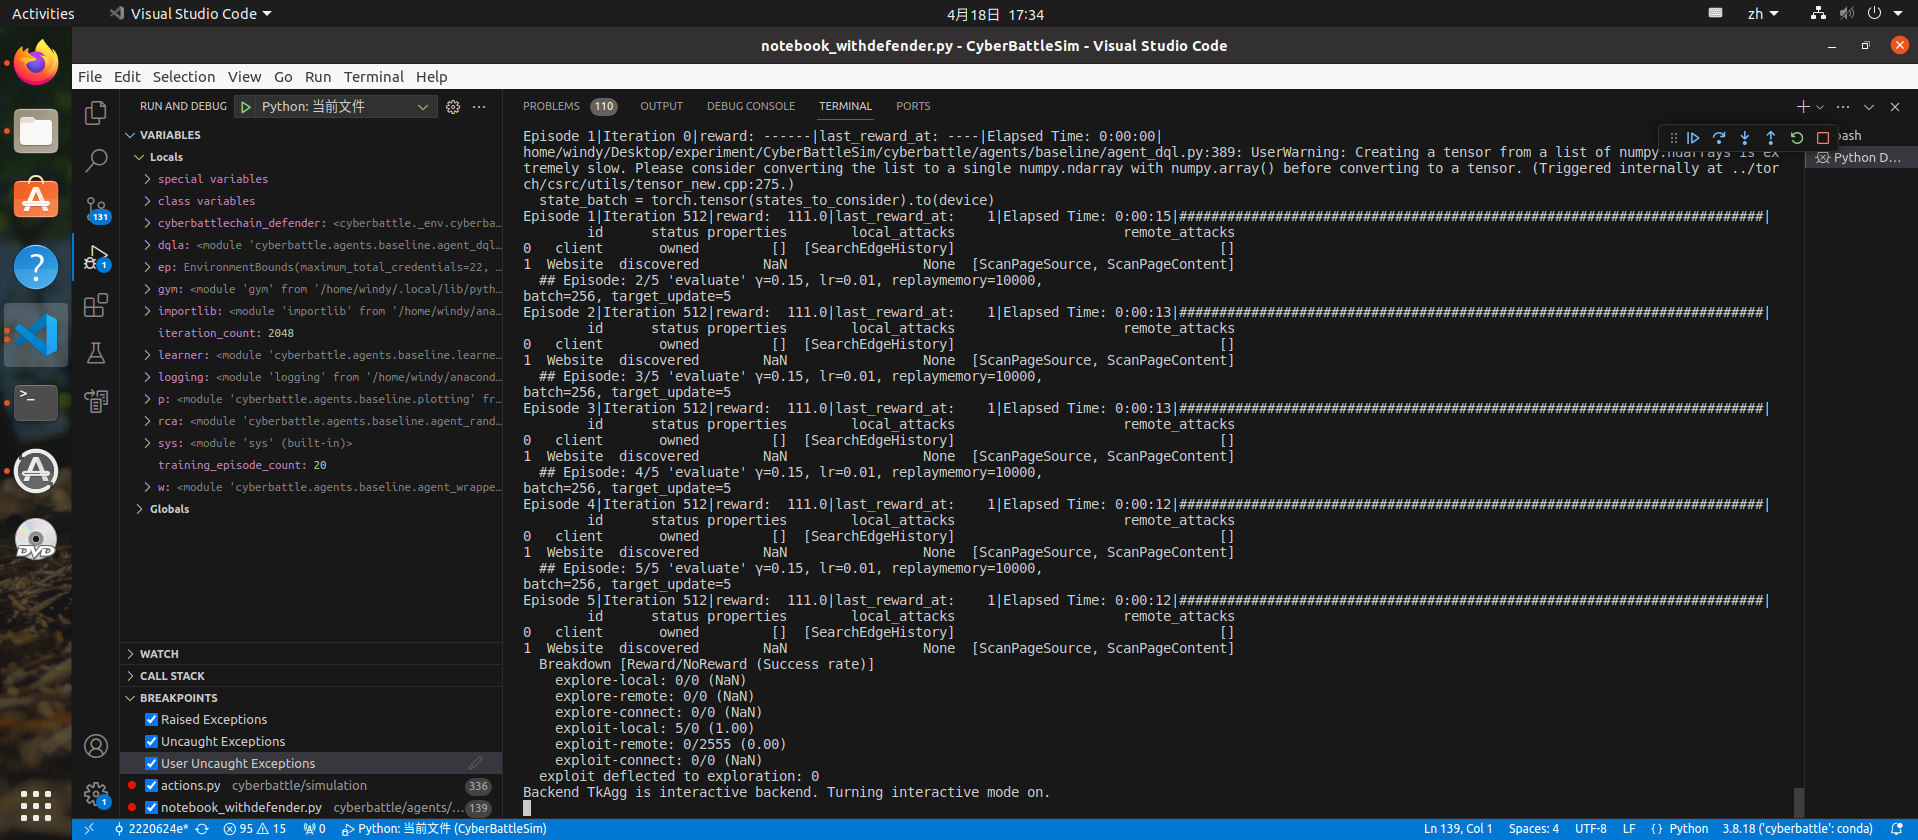 Activities
Visual Studio Code
4月18日 17:34
zh
notebook_withdefender.py - CyberBattleSim - Visual Studio Code
File Edit Selection View Go Run Terminal Help
RUN AND DEBUG
Python: 当前文件
VARIABLES
Locals
special variables
class variables
cyberbattlechain_defender: <cyberbattle._env.cyberba...
dqla: <module 'cyberbattle.agents.baseline.agent_dql...
ep: EnvironmentBounds(maximum_total_credentials=22, ...
gym: <module 'gym' from '/home/windy/.local/lib/pyth...
importlib: <module 'importlib' from '/home/windy/ana...
iteration_count: 2048
learner: <module 'cyberbattle.agents.baseline.learne...
logging: <module 'logging' from '/home/windy/anacond...
p: <module 'cyberbattle.agents.baseline.plotting' fr...
rca: <module 'cyberbattle.agents.baseline.agent_rand...
sys: <module 'sys' (built-in)>
training_episode_count: 20
w: <module 'cyberbattle.agents.baseline.agent_wrappe...
Globals
131
1
1
WATCH
CALL STACK
BREAKPOINTS
Raised Exceptions
Uncaught Exceptions
User Uncaught Exceptions
actions.py cyberbattle/simulation 336
notebook_withdefender.py cyberbattle/agents/... 139
PROBLEMS 110 OUTPUT DEBUG CONSOLE TERMINAL PORTS
bash
Python D...
Episode 1|Iteration 0|reward: ------|last_reward_at: ----|Elapsed Time: 0:00:00|
home/windy/Desktop/experiment/CyberBattleSim/cyberbattle/agents/baseline/agent_dql.py:389: UserWarning: Creating a tensor from a list of numpy.ndarrays is ex
tremely slow. Please consider converting the list to a single numpy.ndarray with numpy.array() before converting to a tensor. (Triggered internally at ../tor
ch/csrc/utils/tensor_new.cpp:275.)
state_batch = torch.tensor(states_to_consider).to(device)
Episode 1|Iteration 512|reward:  111.0|last_reward_at:    1|Elapsed Time: 0:00:15|#########################################################################|
id status properties local_attacks remote_attacks
0 client owned [] [SearchEdgeHistory] []
1 Website discovered NaN None [ScanPageSource, ScanPageContent]
## Episode: 2/5 'evaluate' γ=0.15, lr=0.01, replaymemory=10000,
batch=256, target_update=5
Episode 2|Iteration 512|reward:  111.0|last_reward_at:    1|Elapsed Time: 0:00:13|#########################################################################|
id status properties local_attacks remote_attacks
0 client owned [] [SearchEdgeHistory] []
1 Website discovered NaN None [ScanPageSource, ScanPageContent]
## Episode: 3/5 'evaluate' γ=0.15, lr=0.01, replaymemory=10000,
batch=256, target_update=5
Episode 3|Iteration 512|reward:  111.0|last_reward_at:    1|Elapsed Time: 0:00:13|#########################################################################|
id status properties local_attacks remote_attacks
0 client owned [] [SearchEdgeHistory] []
1 Website discovered NaN None [ScanPageSource, ScanPageContent]
## Episode: 4/5 'evaluate' γ=0.15, lr=0.01, replaymemory=10000,
batch=256, target_update=5
Episode 4|Iteration 512|reward:  111.0|last_reward_at:    1|Elapsed Time: 0:00:12|#########################################################################|
id status properties local_attacks remote_attacks
0 client owned [] [SearchEdgeHistory] []
1 Website discovered NaN None [ScanPageSource, ScanPageContent]
## Episode: 5/5 'evaluate' γ=0.15, lr=0.01, replaymemory=10000,
batch=256, target_update=5
Episode 5|Iteration 512|reward:  111.0|last_reward_at:    1|Elapsed Time: 0:00:12|#########################################################################|
id status properties local_attacks remote_attacks
0 client owned [] [SearchEdgeHistory] []
1 Website discovered NaN None [ScanPageSource, ScanPageContent]
Breakdown [Reward/NoReward (Success rate)]
explore-local: 0/0 (NaN)
explore-remote: 0/0 (NaN)
explore-connect: 0/0 (NaN)
exploit-local: 5/0 (1.00)
exploit-remote: 0/2555 (0.00)
exploit-connect: 0/0 (NaN)
exploit deflected to exploration: 0
Backend TkAgg is interactive backend. Turning interactive mode on.
DVD
2220624e* 95 15 0 Python: 当前文件 (CyberBattleSim)
Ln 139, Col 1 Spaces: 4 UTF-8 LF Python 3.8.18 ('cyberbattle': conda)